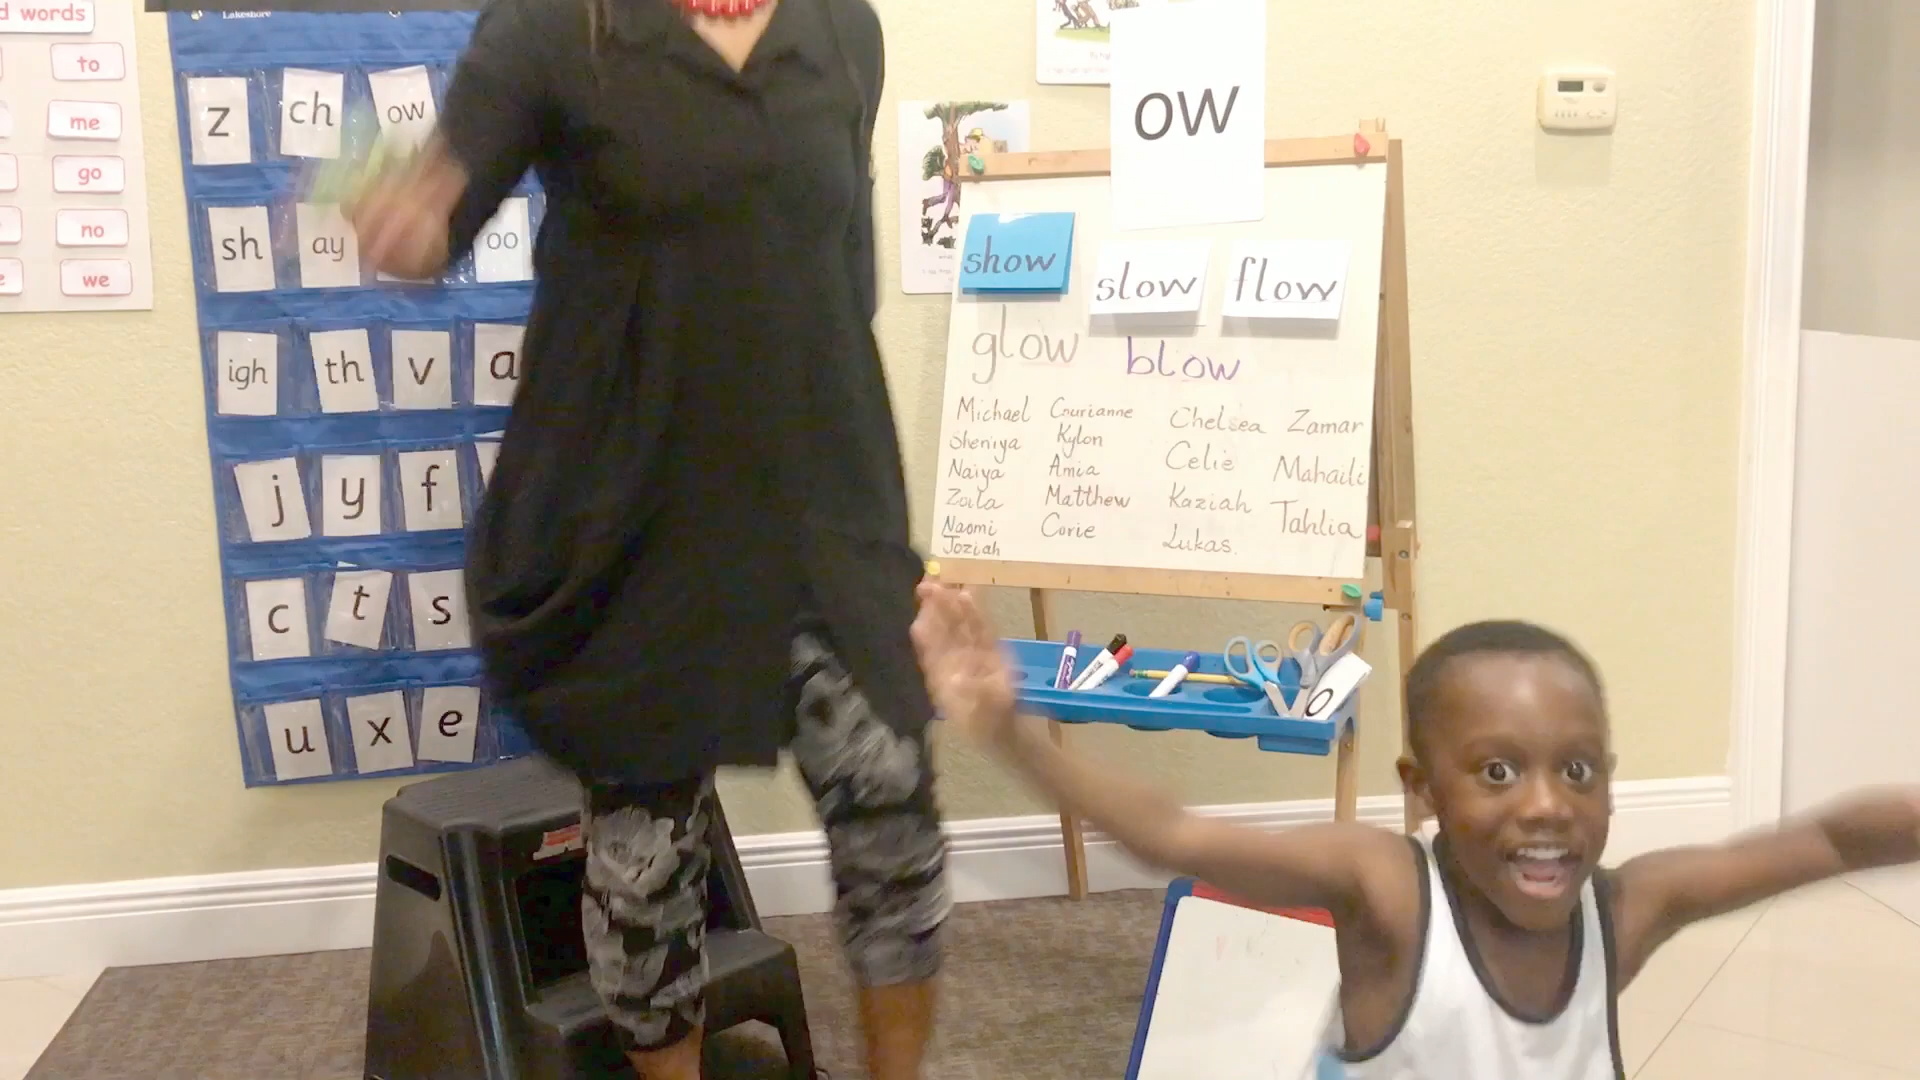 d words
to
me
go
no
we
Lakeshore
z ch ow
sh ay oo
igh th v a
j y f
c t s
u x e
ow
show slow flow
glow blow
Michael Courianne Chelsea Zamar
Sheniya Kylon Celie Mahaili
Naiya Amia Kaziah Tahlia
Zoila Matthew Lukas.
Naomi Corie
Joziah
o